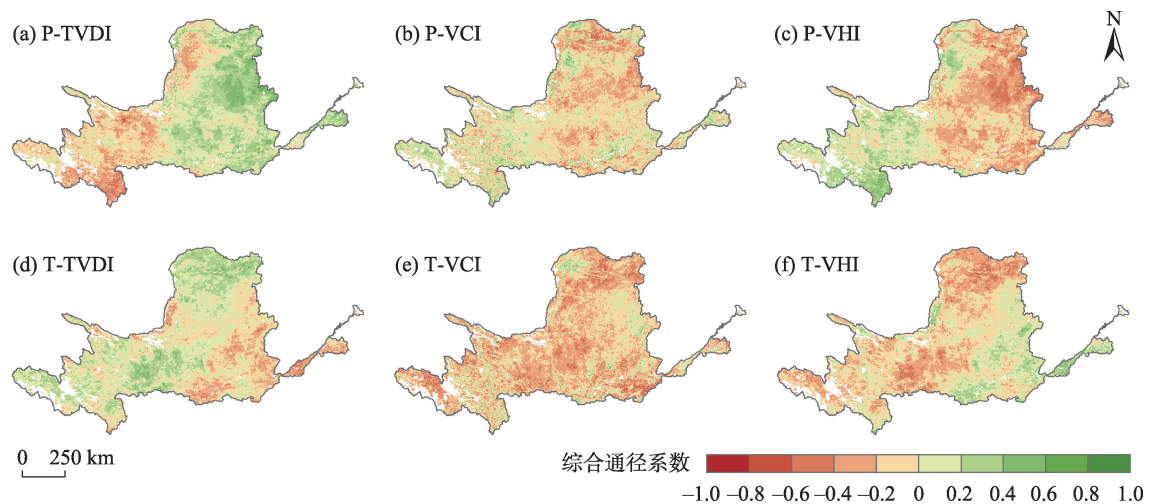 (a) P-TVDI
(b) P-VCI
(c) P-VHI
N
(d) T-TVDI
(e) T-VCI
(f) T-VHI
0 250 km
综合通径系数
−1.0 −0.8 −0.6 −0.4 −0.2 0 0.2 0.4 0.6 0.8 1.0